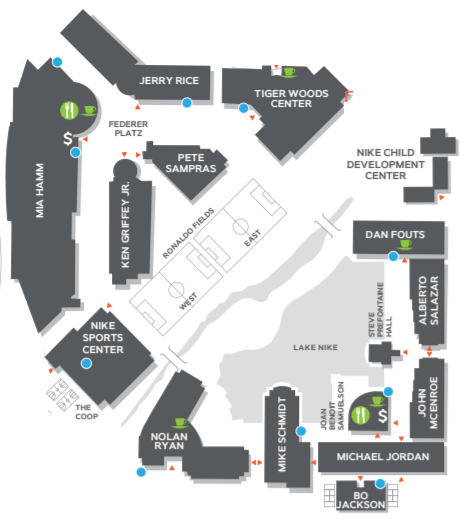 JERRY RICE
TIGER WOODS
CENTER
FEDERER
PLATZ
MIA HAMM
$
PETE
SAMPRAS
NIKE CHILD
DEVELOPMENT
CENTER
KEN GRIFFEY JR.
RONALDO FIELDS
EAST
WEST
DAN FOUTS
ALBERTO
SALAZAR
STEVE
PREFONTAINE
HALL
LAKE NIKE
NIKE
SPORTS
CENTER
THE
COOP
NOLAN
RYAN
MIKE SCHMIDT
JOAN
BENOIT
SAMUELSON
$
JOHN
MCENROE
MICHAEL JORDAN
BO
JACKSON